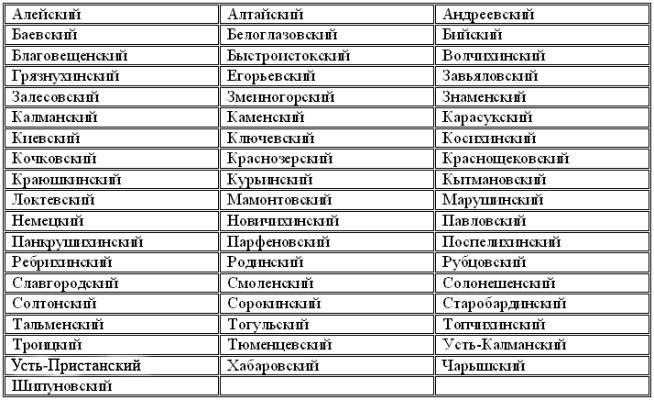 Алейский Алтайский Андреевский
Баевский Белоглазовский Бийский
Благовещенский Быстроистокский Волчихинский
Грязнухинский Егорьевский Завьяловский
Залесовский Змеиногорский Знаменский
Калманский Каменский Карасукский
Киевский Ключевский Косихинский
Кочковский Краснозерский Краснощековский
Краюшкинский Курьинский Кытмановский
Локтевский Мамонтовский Марушинский
Немецкий Новичихинский Павловский
Панкрушихинский Парфеновский Поспелихинский
Ребрихинский Родинский Рубцовский
Славгородский Смоленский Солонешенский
Солтонский Сорокинский Старобардинский
Тальменский Тогульский Топчихинский
Троицкий Тюменцевский Усть-Калманский
Усть-Пристанский Хабаровский Чарышский
Шипуновский